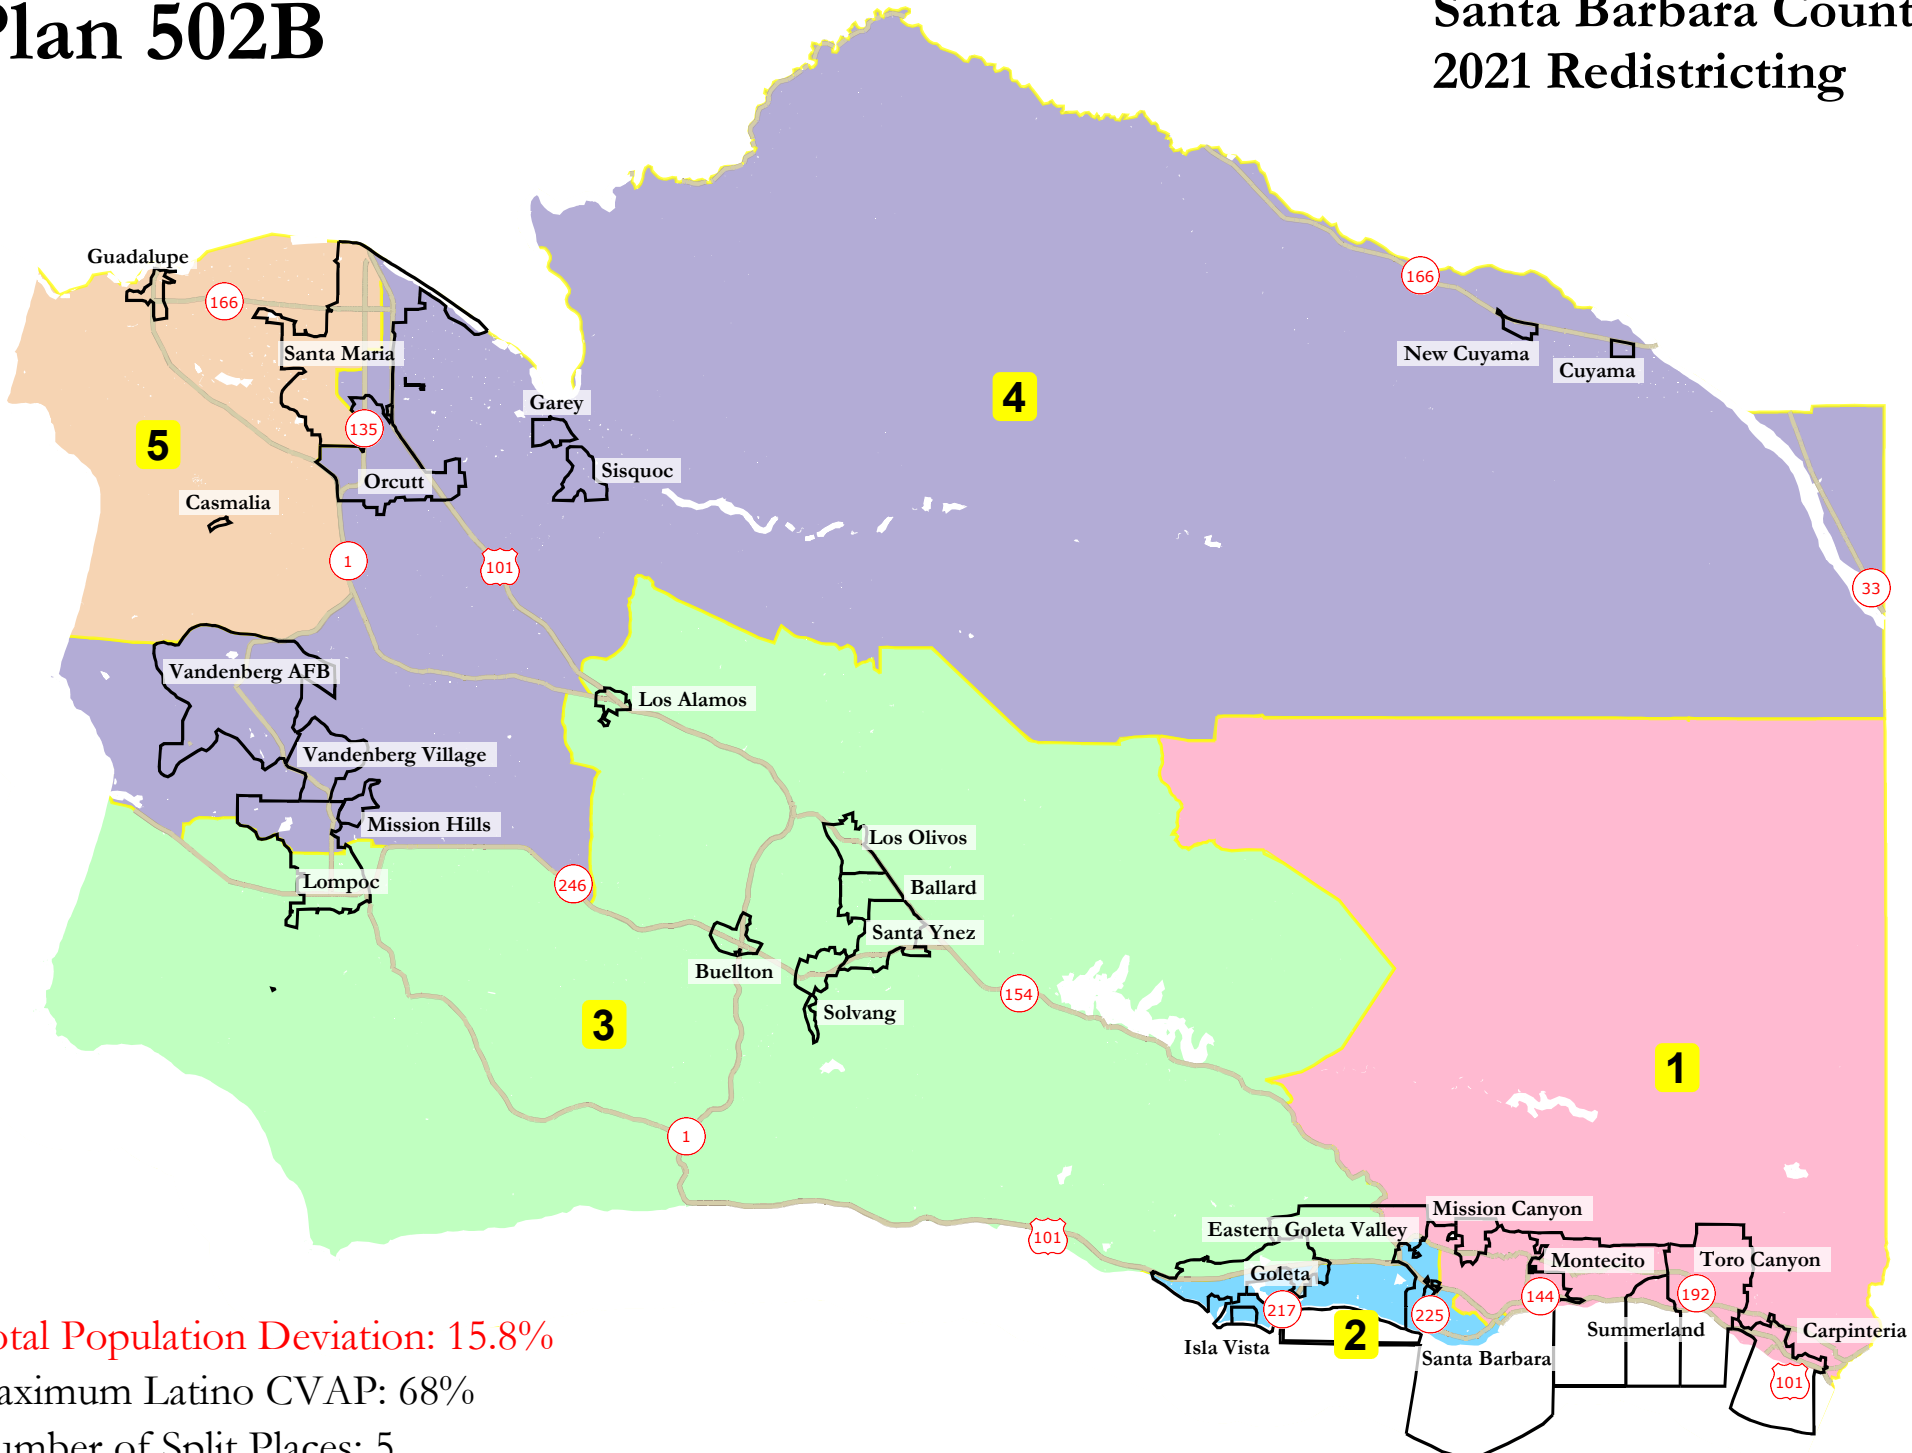 Plan 502B
Santa Barbara Count
2021 Redistricting
Guadalupe
166
166
Santa Maria
New Cuyama
Cuyama
4
Garey
135
5
Sisquoc
Orcutt
Casmalia
1
101
33
Vandenberg AFB
Los Alamos
Vandenberg Village
Mission Hills
Los Olivos
Lompoc
246
Ballard
Santa Ynez
Buellton
154
Solvang
3
1
1
Mission Canyon
Eastern Goleta Valley
101
Montecito
Toro Canyon
Goleta
217
144
192
225
2
Summerland
Carpinteria
Isla Vista
Santa Barbara
101
otal Population Deviation: 15.8%
aximum Latino CVAP: 68%
umber of Split Places: 5